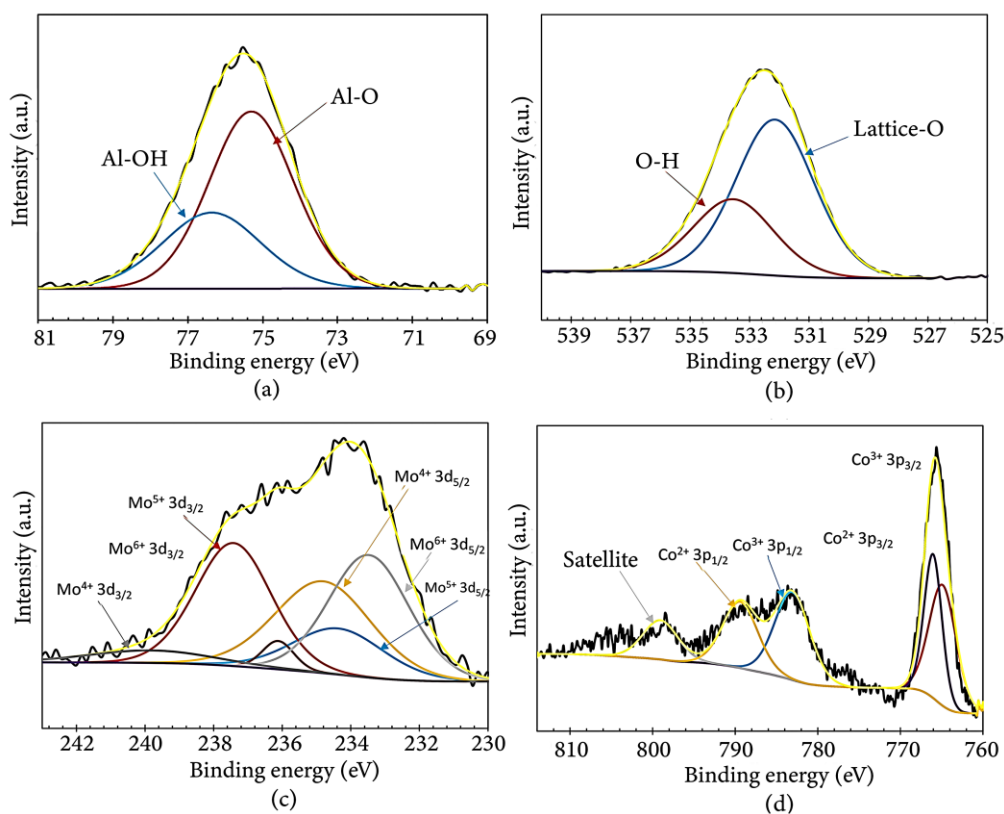 Intensity (a.u.)
Al-O
Al-OH
81 79 77 75 73 71 69
Binding energy (eV)
(a)
Intensity (a.u.)
Lattice-O
O-H
539 537 535 533 531 529 527 525
Binding energy (eV)
(b)
Intensity (a.u.)
Mo⁴⁺ 3d₅/₂
Mo⁵⁺ 3d₃/₂
Mo⁶⁺ 3d₃/₂
Mo⁶⁺ 3d₅/₂
Mo⁴⁺ 3d₃/₂
Mo⁵⁺ 3d₅/₂
242 240 237 236 233 232 230
Binding energy (eV)
(c)
Intensity (a.u.)
Co³⁺ 3p₃/₂
Co²⁺ 3p₃/₂
Co²⁺ 3p₁/₂
Co³⁺ 3p₁/₂
Satellite
810 800 790 780 770 760
Binding energy (eV)
(d)